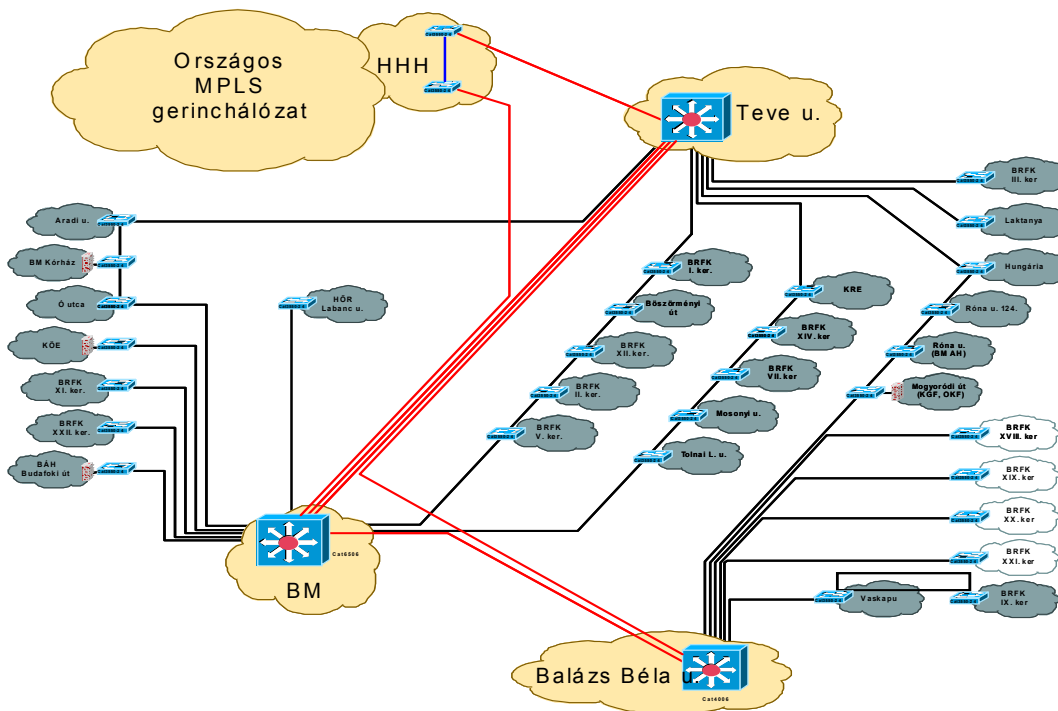 Országos
MPLS
gerinchálózat
HHH
Teve u.
BRFK
III. ker
Laktanya
Hungária
Róna u. 124.
Róna u.
(BM AH)
Mogyoródi út
(KGF, OKF)
BRFK
XVIII. ker
BRFK
XIX. ker
BRFK
XX. ker
BRFK
XXI. ker
Vaskapu
BRFK
IX. ker
Aradi u.
BM Kórház
Ó utca
KÖE
BRFK
XI. ker.
BRFK
XXII. ker.
BÁH
Budafoki út
HŐR
Labanc u.
BRFK
I. ker.
Böszörményi
út
BRFK
XII. ker.
BRFK
II. ker.
BRFK
V. ker.
KRE
BRFK
XIV. ker
BRFK
VII. ker
Mosonyi u.
Tolnai L. u.
Cat6506
BM
Balázs Béla u.
Cat4006